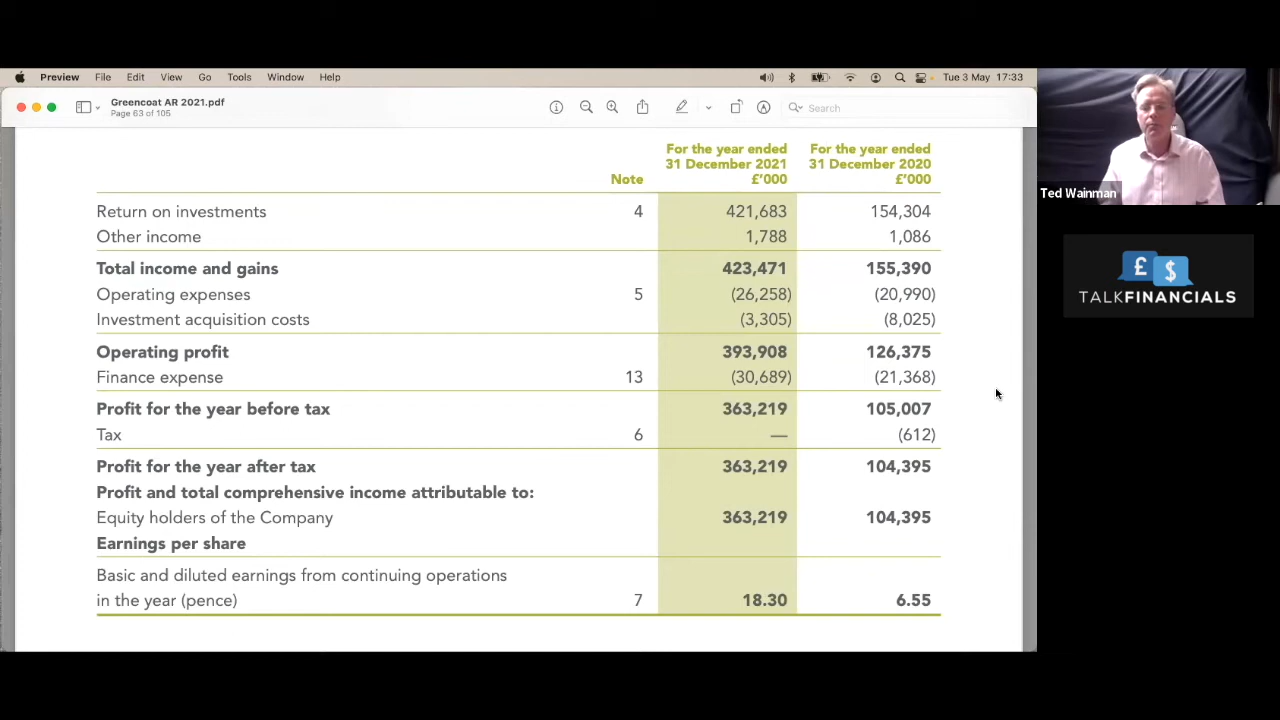 Preview File Edit View Go Tools Window Help Tue 3 May 17:33
Greencoat AR 2021.pdf
Page 63 of 105
Search
For the year ended For the year ended
31 December 2021 31 December 2020
Note £'000 £'000
Return on investments 4 421,683 154,304
Other income 1,788 1,086
Total income and gains 423,471 155,390
Operating expenses 5 (26,258) (20,990)
Investment acquisition costs (3,305) (8,025)
Operating profit 393,908 126,375
Finance expense 13 (30,689) (21,368)
Profit for the year before tax 363,219 105,007
Tax 6 — (612)
Profit for the year after tax 363,219 104,395
Profit and total comprehensive income attributable to:
Equity holders of the Company 363,219 104,395
Earnings per share
Basic and diluted earnings from continuing operations
in the year (pence) 7 18.30 6.55
Ted Wainman
£ $
TALKFINANCIALS